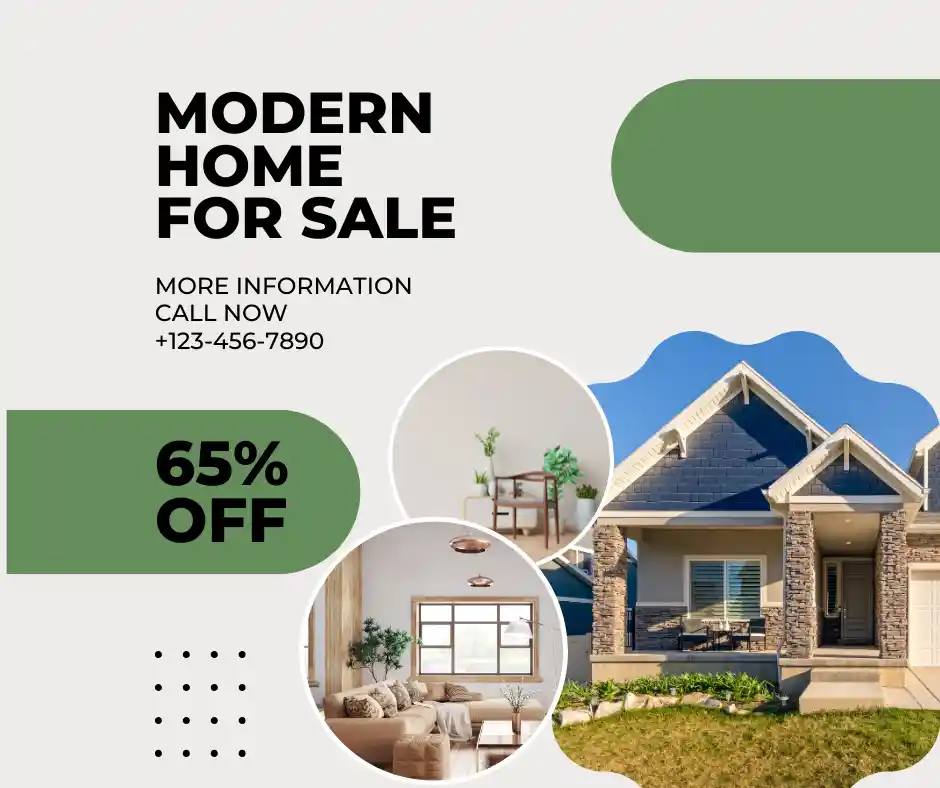 MODERN
HOME
FOR SALE
MORE INFORMATION
CALL NOW
+123-456-7890
65%
OFF